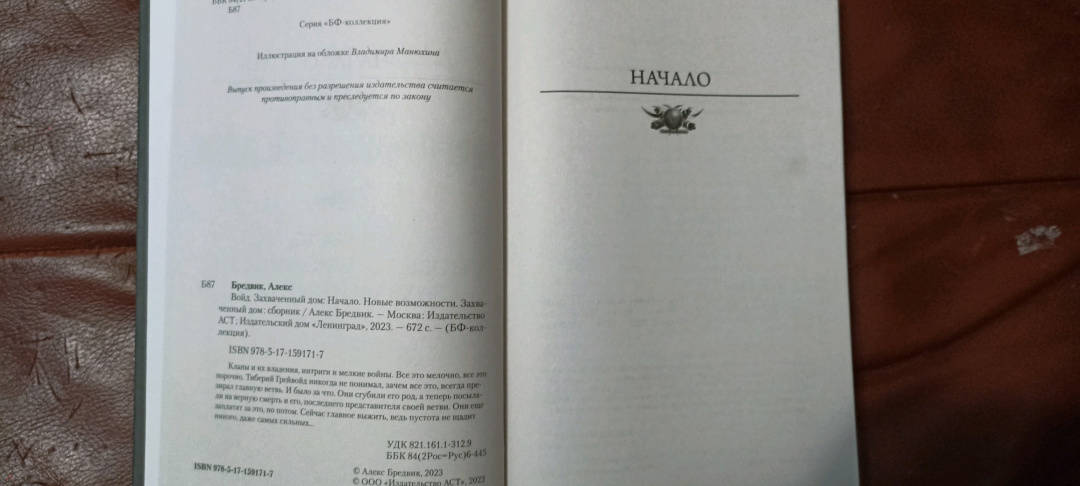 Б87
Серия «БФ-коллекция»
Иллюстрация на обложке Владимира Манюхина
Выпуск произведения без разрешения издательства считается
противоправным и преследуется по закону
Б87 Бредвик, Алекс
Войд. Захваченный дом: Начало. Новые возможности. Захва-
ченный дом : сборник / Алекс Бредвик. — Москва : Издательство
АСТ ; Издательский дом «Ленинград», 2023. — 672 с. — (БФ-кол-
лекция).
ISBN 978-5-17-159171-7
Кланы и их владения, интриги и мелкие войны. Все это мелочно, все это
порочно. Тиберий Грейвойд никогда не понимал, зачем все это, всегда пре-
зирал главную ветвь. И было за что. Они сгубили его род, а теперь посыла-
ли на верную смерть и его, последнего представителя своей ветви. Они еще
заплатят за это, но потом. Сейчас главное выжить, ведь пустота не щадит
никого, даже самых сильных...
УДК 821.161.1-312.9
ББК 84(2Рос=Рус)6-445
ISBN 978-5-17-159171-7
© Алекс Бредвик, 2023
© ООО «Издательство АСТ», 2023
НАЧАЛО